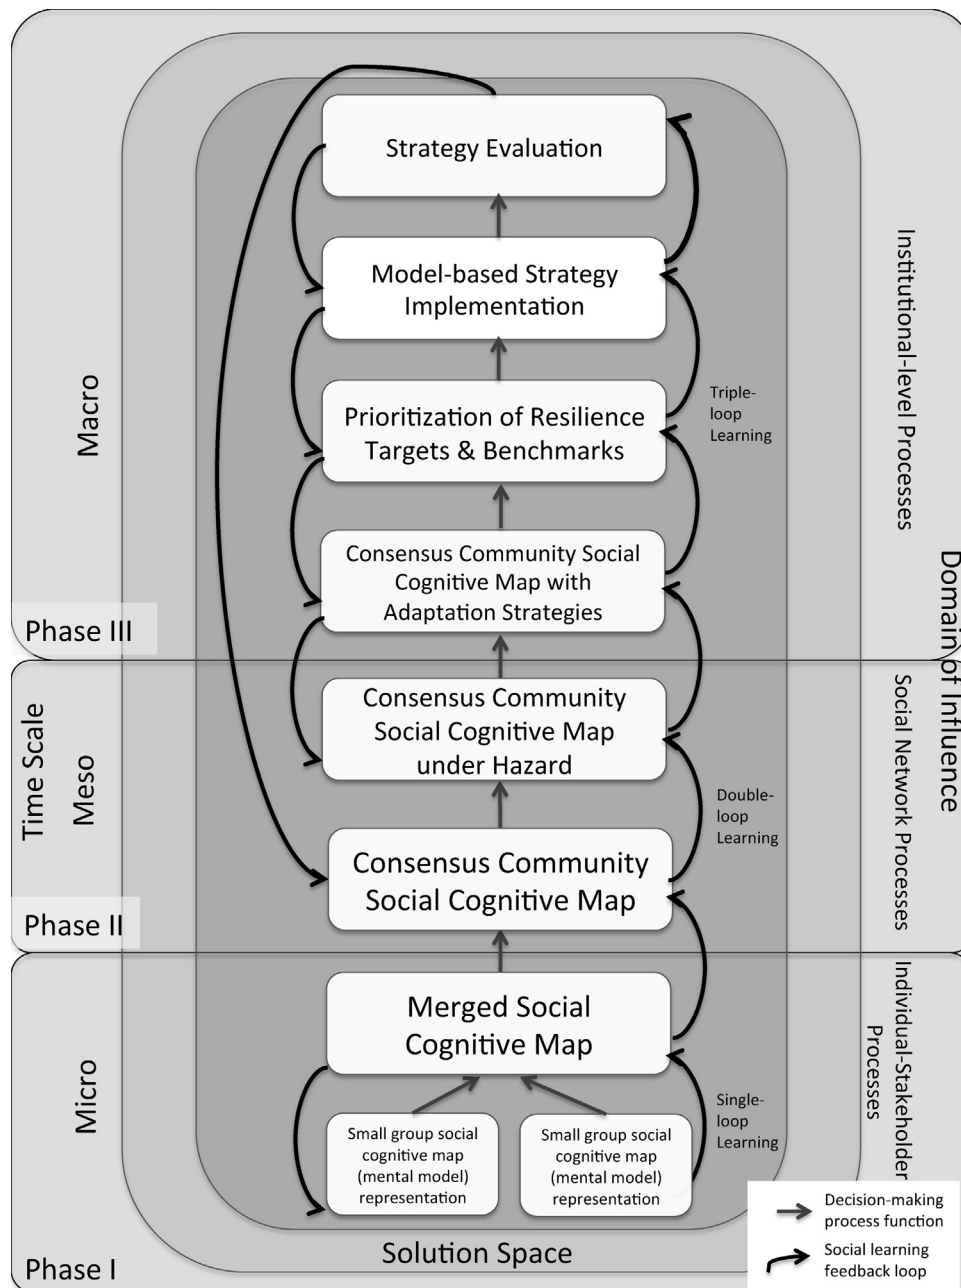 Strategy Evaluation
Model-based Strategy
Implementation
Prioritization of Resilience
Targets & Benchmarks
Triple-
loop
Learning
Consensus Community Social
Cognitive Map with
Adaptation Strategies
Macro
Institutional-level Processes
Phase III
Domain of Influence
Consensus Community
Social Cognitive Map
under Hazard
Time Scale
Meso
Double-
loop
Learning
Social Network Processes
Consensus Community
Social Cognitive Map
Phase II
Merged Social
Cognitive Map
Micro
Small group social
cognitive map
(mental model)
representation
Small group social
cognitive map
(mental model)
representation
Single-
loop
Learning
Individual-Stakeholder
Processes
Solution Space
Phase I
Decision-making
process function
Social learning
feedback loop